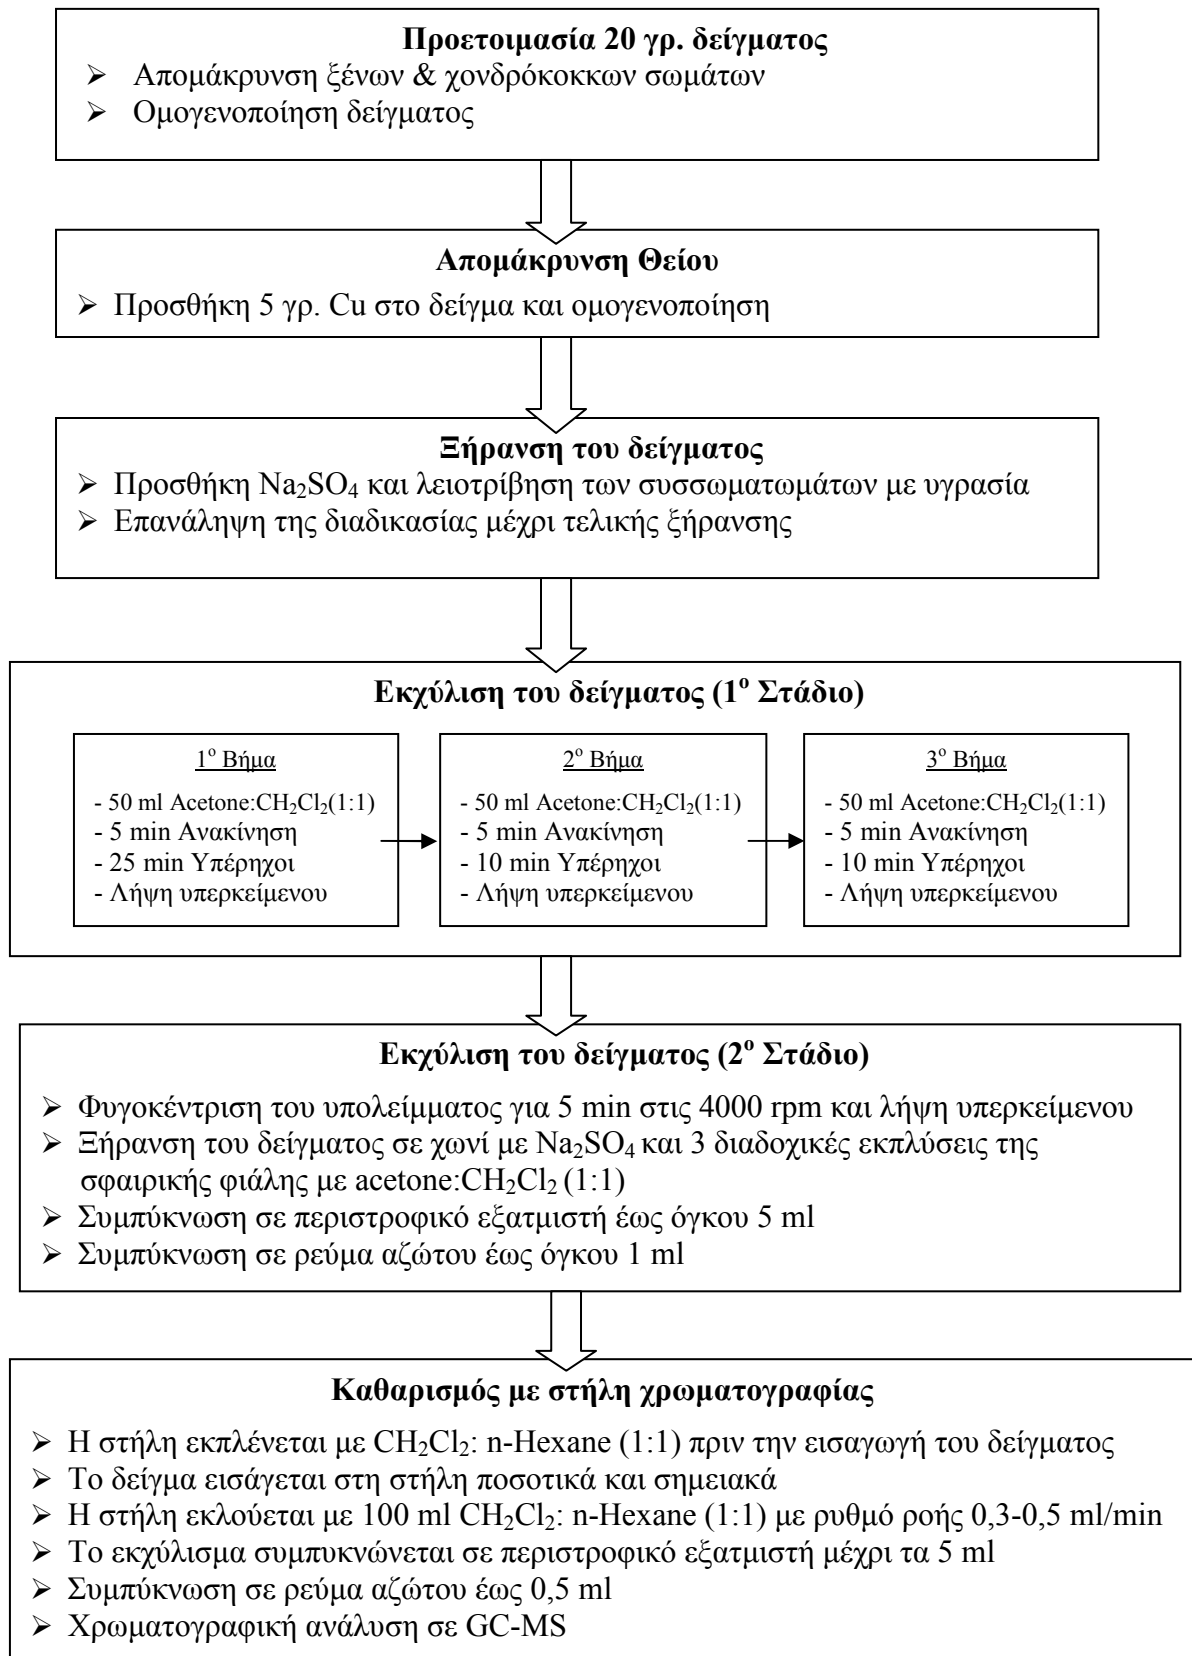 Προετοιμασία 20 γρ. δείγματος
➢ Απομάκρυνση ξένων & χονδρόκοκκων σωμάτων
➢ Ομογενοποίηση δείγματος
Απομάκρυνση Θείου
➢ Προσθήκη 5 γρ. Cu στο δείγμα και ομογενοποίηση
Ξήρανση του δείγματος
➢ Προσθήκη Na₂SO₄ και λειοτρίβηση των συσσωματωμάτων με υγρασία
➢ Επανάληψη της διαδικασίας μέχρι τελικής ξήρανσης
Εκχύλιση του δείγματος (1ο Στάδιο)
1ο Βήμα
- 50 ml Acetone:CH₂Cl₂(1:1)
- 5 min Ανακίνηση
- 25 min Υπέρηχοι
- Λήψη υπερκείμενου
2ο Βήμα
- 50 ml Acetone:CH₂Cl₂(1:1)
- 5 min Ανακίνηση
- 10 min Υπέρηχοι
- Λήψη υπερκείμενου
3ο Βήμα
- 50 ml Acetone:CH₂Cl₂(1:1)
- 5 min Ανακίνηση
- 10 min Υπέρηχοι
- Λήψη υπερκείμενου
Εκχύλιση του δείγματος (2ο Στάδιο)
➢ Φυγοκέντριση του υπολείμματος για 5 min στις 4000 rpm και λήψη υπερκείμενου
➢ Ξήρανση του δείγματος σε χωνί με Na₂SO₄ και 3 διαδοχικές εκπλύσεις της
σφαιρικής φιάλης με acetone:CH₂Cl₂ (1:1)
➢ Συμπύκνωση σε περιστροφικό εξατμιστή έως όγκου 5 ml
➢ Συμπύκνωση σε ρεύμα αζώτου έως όγκου 1 ml
Καθαρισμός με στήλη χρωματογραφίας
➢ Η στήλη εκπλένεται με CH₂Cl₂: n-Hexane (1:1) πριν την εισαγωγή του δείγματος
➢ Το δείγμα εισάγεται στη στήλη ποσοτικά και σημειακά
➢ Η στήλη εκλούεται με 100 ml CH₂Cl₂: n-Hexane (1:1) με ρυθμό ροής 0,3-0,5 ml/min
➢ Το εκχύλισμα συμπυκνώνεται σε περιστροφικό εξατμιστή μέχρι τα 5 ml
➢ Συμπύκνωση σε ρεύμα αζώτου έως 0,5 ml
➢ Χρωματογραφική ανάλυση σε GC-MS